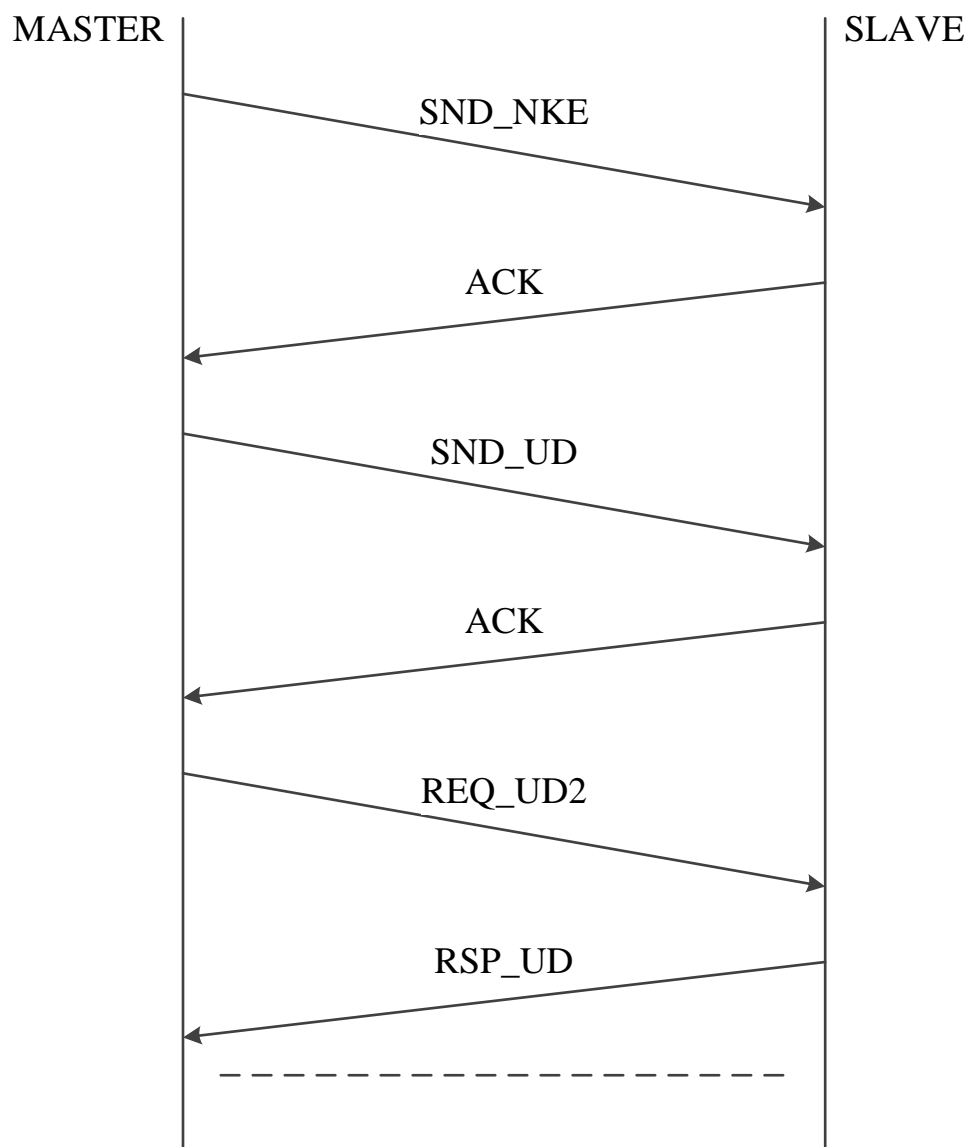 MASTER
SLAVE
SND_NKE
ACK
SND_UD
ACK
REQ_UD2
RSP_UD